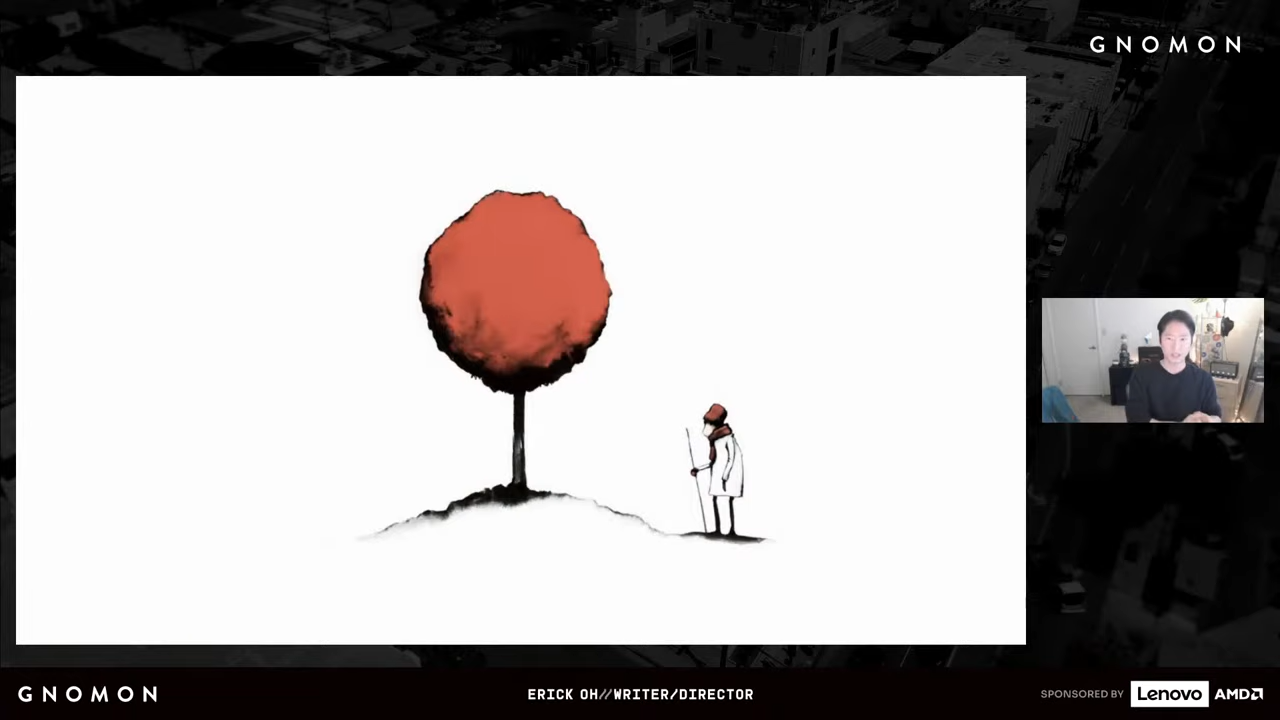 GNOMON
GNOMON
ERICK OH//WRITER/DIRECTOR
SPONSORED BY Lenovo AMD